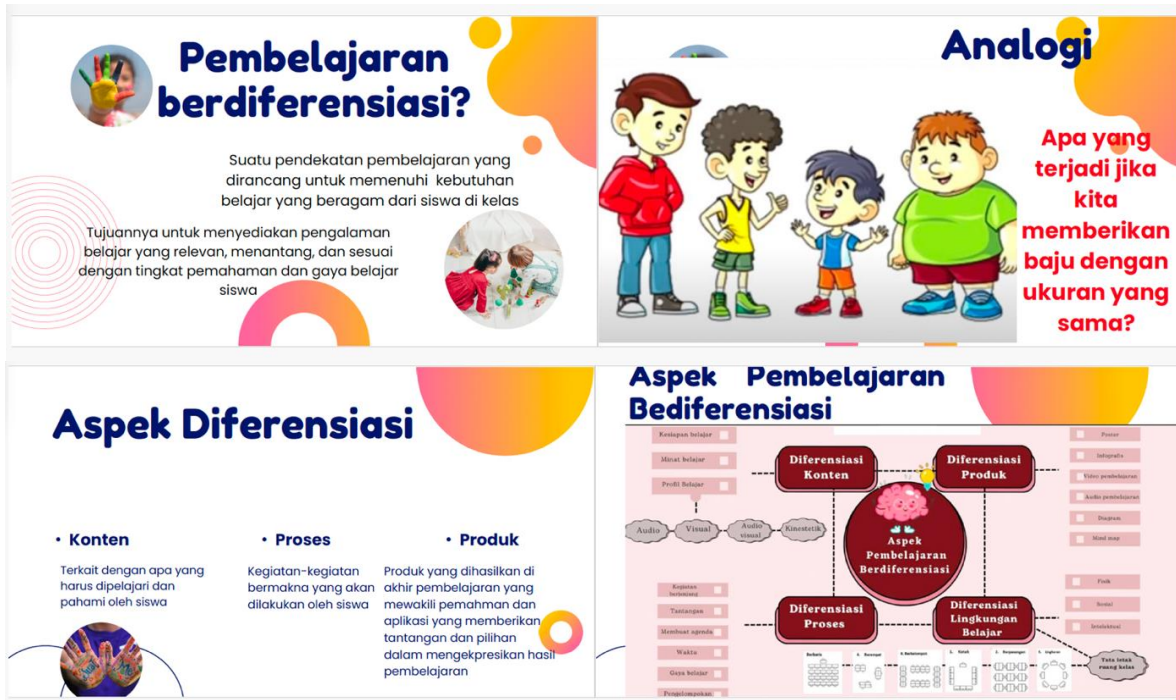 Pembelajaran
berdiferensiasi?
Suatu pendekatan pembelajaran yang
dirancang untuk memenuhi kebutuhan
belajar yang beragam dari siswa di kelas
Tujuannya untuk menyediakan pengalaman
belajar yang relevan, menantang, dan sesuai
dengan tingkat pemahaman dan gaya belajar
siswa
Analogi
Apa yang
terjadi jika
kita
memberikan
baju dengan
ukuran yang
sama?
Aspek Diferensiasi
• Konten
Terkait dengan apa yang
harus dipelajari dan
pahami oleh siswa
• Proses
Kegiatan-kegiatan
bermakna yang akan
dilakukan oleh siswa
• Produk
Produk yang dihasilkan di
akhir pembelajaran yang
mewakili pemahman dan
aplikasi yang memberikan
tantangan dan pilihan
dalam mengekpresikan hasil
pembelajaran
Aspek Pembelajaran
Bediferensiasi
Kesiapan belajar
Minat belajar
Profil Belajar
Audio
Visual
Audio
visual
Kinestetik
Diferensiasi
Konten
Diferensiasi
Produk
Poster
Infografis
Video pembelajaran
Audio pembelajaran
Diagram
Mind map
Aspek
Pembelajaran
Berdiferensiasi
Kegiatan
berjenjang
Tantangan
Membuat agenda
Waktu
Gaya belajar
Pengelompokan
Diferensiasi
Proses
Diferensiasi
Lingkungan
Belajar
Fisik
Sosial
Intelektual
Tata letak
ruang kelas